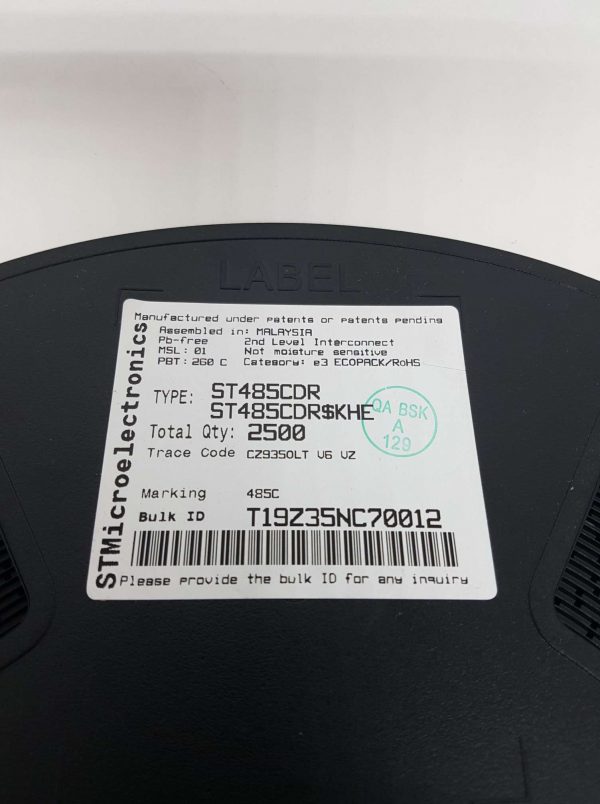 LABEL
Manufactured under patents or patents pending
Assembled in: MALAYSIA
Pb-free 2nd Level Interconnect
MSL: 01 Not moisture sensitive
PBT: 260 C Category: e3 ECOPACK/RoHS
TYPE: ST485CDR
ST485CDR$KHE
Total Qty: 2500
Trace Code CZ9350LT V6 VZ
Marking 485C
Bulk ID T19Z35NC70012
Please provide the bulk ID for any inquiry
STMicroelectronics
QA BSK
A
129